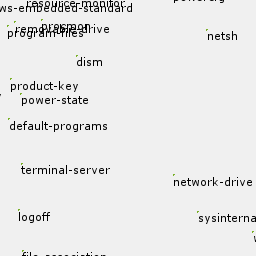 resource-monitor
ws-embedded-standard
procmon
removable-drive
program-files
netsh
dism
product-key
power-state
default-programs
terminal-server
network-drive
logoff
sysinterna
file-association